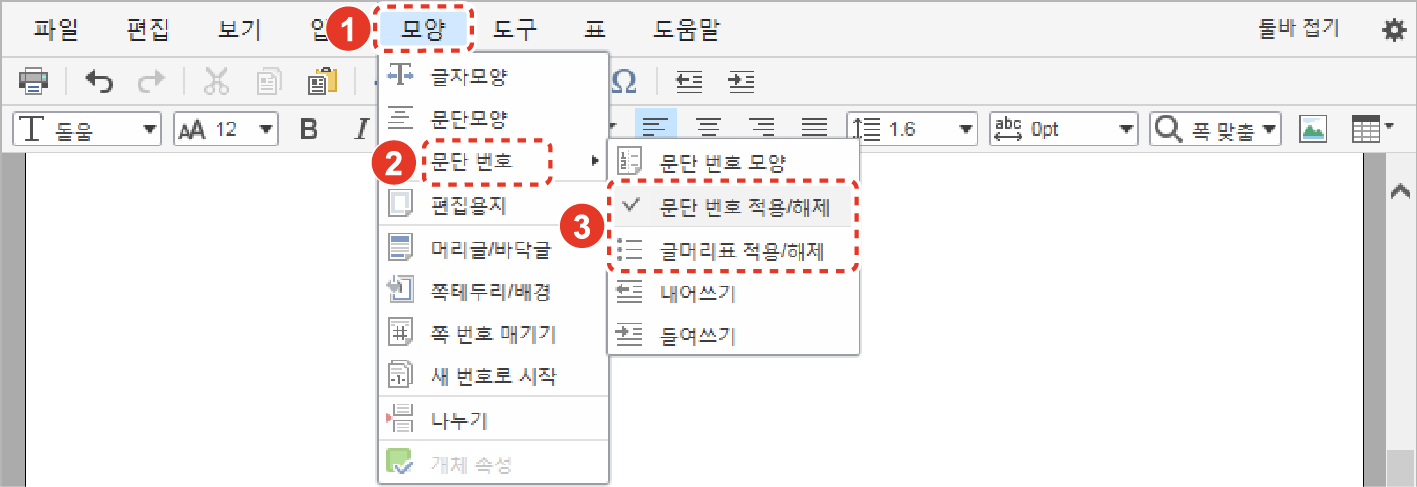 파일 편집 보기 입 1 모양 도구 표 도움말 툴바 접기
돋움 12 B I 1.6 abc 0pt 폭 맞춤
글자모양
문단모양
2 문단 번호
편집용지
머리글/바닥글
쪽테두리/배경
쪽 번호 매기기
새 번호로 시작
나누기
개체 속성
문단 번호 모양
3 문단 번호 적용/해제
글머리표 적용/해제
내어쓰기
들여쓰기